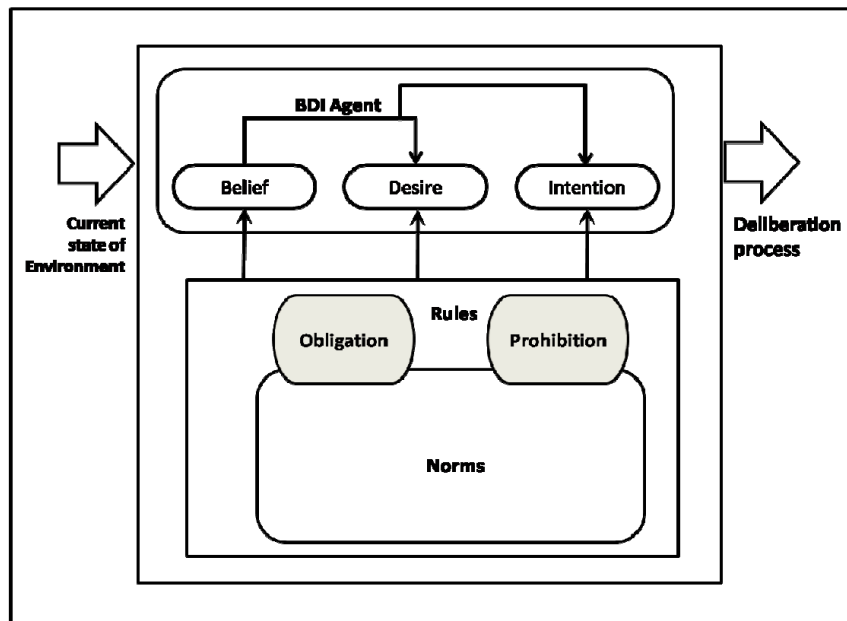 BDI Agent
Belief
Desire
Intention
Current
state of
Environment
Deliberation
process
Rules
Obligation
Prohibition
Norms